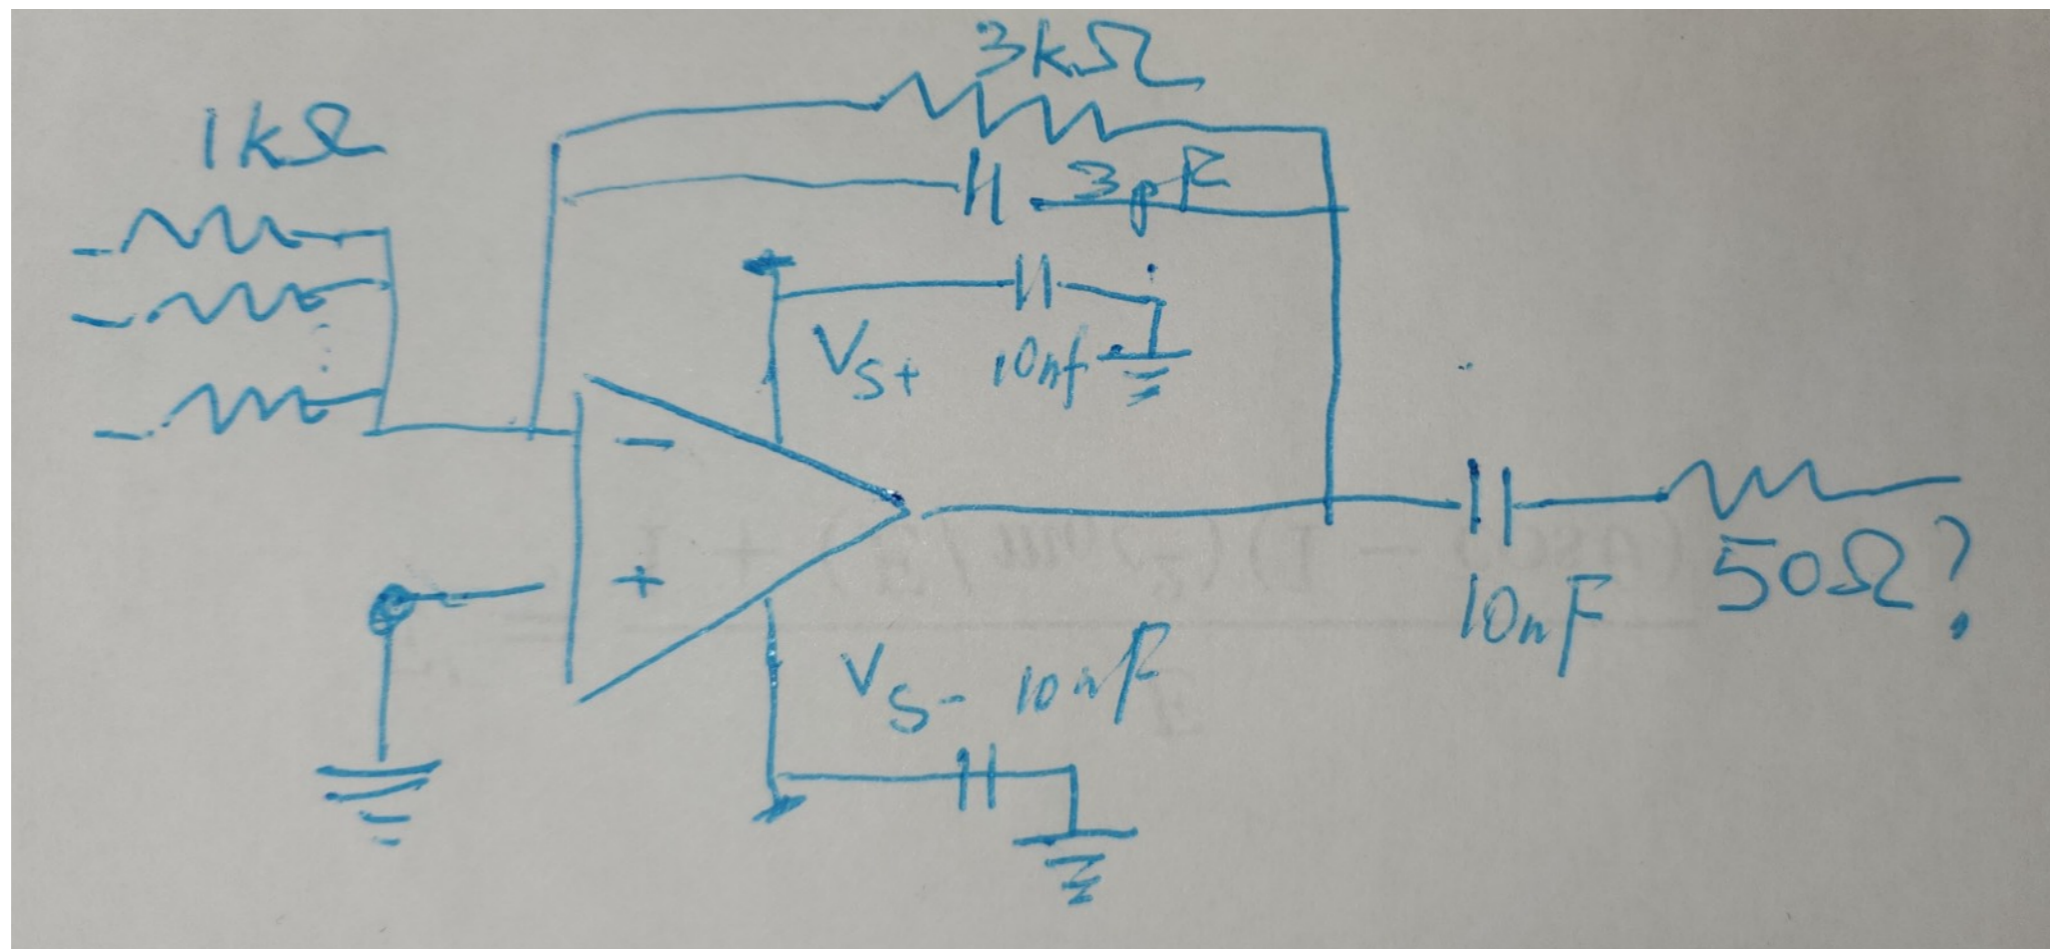 3kΩ
1kΩ
3pF
Vs+ 10nf
-
+
10nF
50Ω?
Vs- 10nF